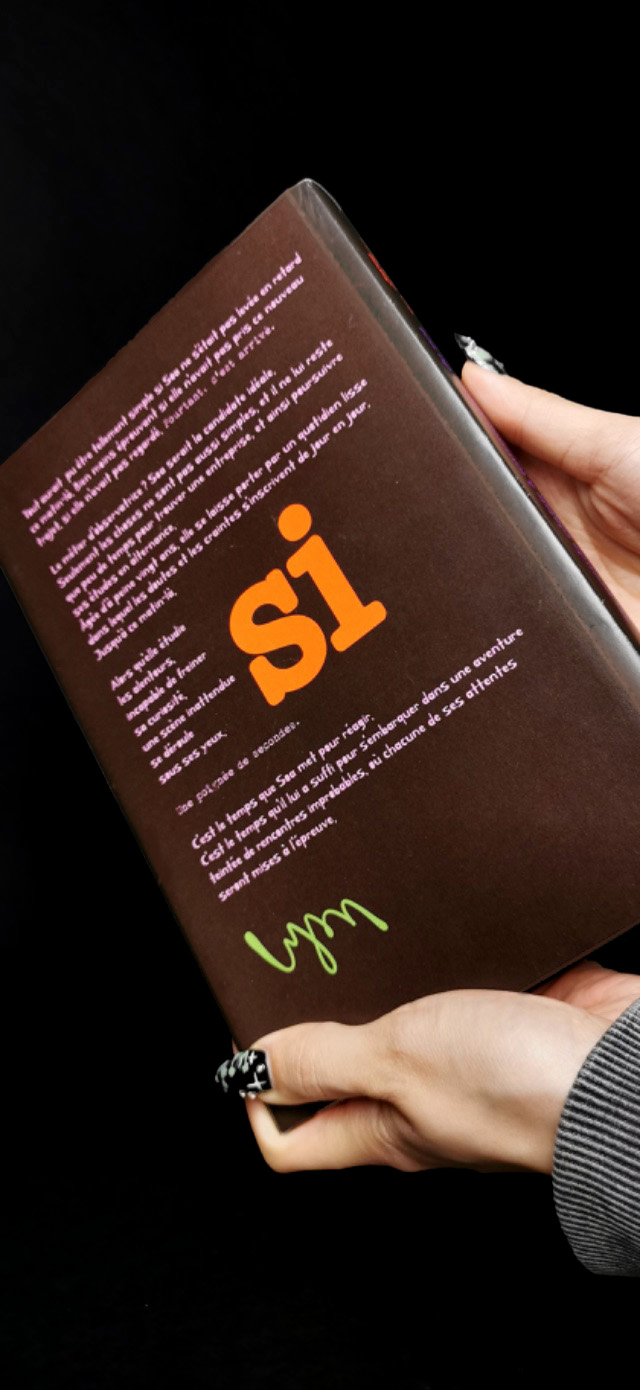 Tout aurait pu être tellement simple si Sea ne s'était pas levée en retard
ce matin-là. Bien moins éprouvant si elle n'avait pas pris ce nouveau
trajet, si elle n'avait pas regardé. Pourtant, c'est arrivé.
Le métier d'observatrice ? Sea serait la candidate idéale.
Seulement les choses ne sont pas aussi simples, et il ne lui reste
que peu de temps pour trouver une entreprise, et ainsi poursuivre
ses études en alternance.
Âgée d'à peine vingt ans, elle se laisse porter par un quotidien lisse
dans lequel les doutes et les craintes s'inscrivent de jour en jour.
Jusqu'à ce matin-là.
Alors qu'elle étudie
les alentours,
incapable de freiner
sa curiosité,
une scène inattendue
se déroule
sous ses yeux.
si
Une poignée de secondes.
C'est le temps que Sea met pour réagir.
C'est le temps qu'il lui a suffi pour s'embarquer dans une aventure
teintée de rencontres improbables, où chacune de ses attentes
seront mises à l'épreuve.